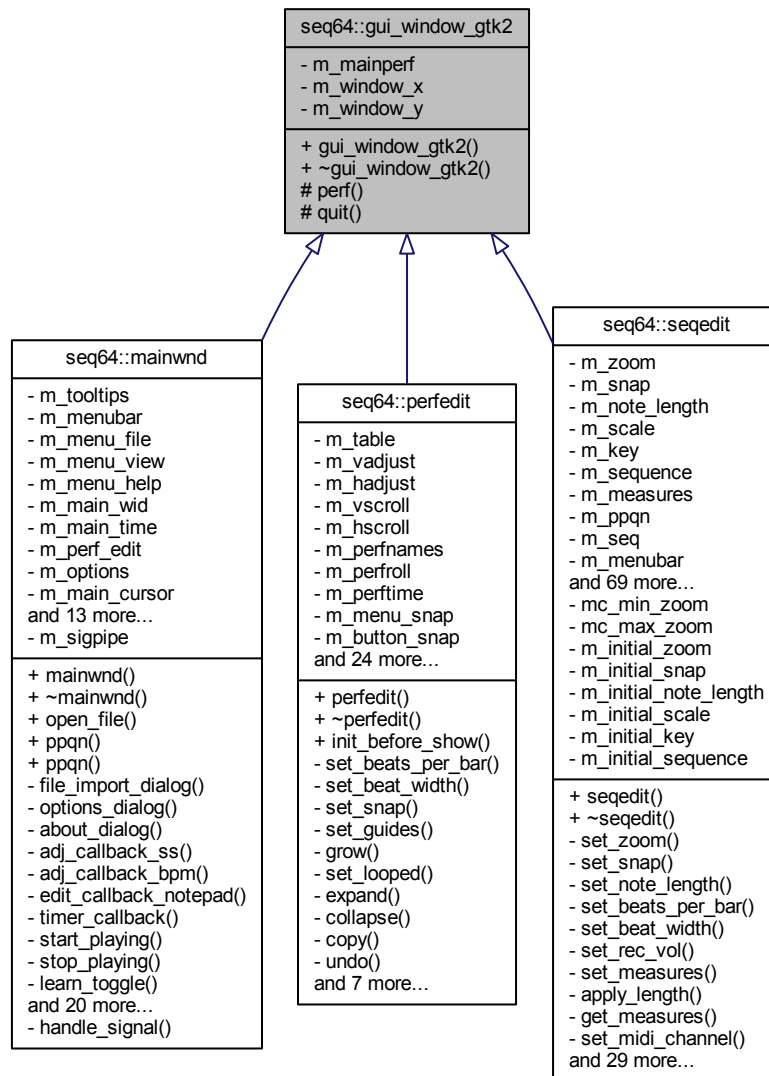 seq64::gui_window_gtk2
- m_mainperf
- m_window_x
- m_window_y
+ gui_window_gtk2()
+ ~gui_window_gtk2()
# perf()
# quit()
seq64::mainwnd
- m_tooltips
- m_menubar
- m_menu_file
- m_menu_view
- m_menu_help
- m_main_wid
- m_main_time
- m_perf_edit
- m_options
- m_main_cursor
and 13 more...
- m_sigpipe
+ mainwnd()
+ ~mainwnd()
+ open_file()
+ ppqn()
+ ppqn()
- file_import_dialog()
- options_dialog()
- about_dialog()
- adj_callback_ss()
- adj_callback_bpm()
- edit_callback_notepad()
- timer_callback()
- start_playing()
- stop_playing()
- learn_toggle()
and 20 more...
- handle_signal()
seq64::perfedit
- m_table
- m_vadjust
- m_hadjust
- m_vscroll
- m_hscroll
- m_perfnames
- m_perfroll
- m_perftime
- m_menu_snap
- m_button_snap
and 24 more...
+ perfedit()
+ ~perfedit()
+ init_before_show()
- set_beats_per_bar()
- set_beat_width()
- set_snap()
- set_guides()
- grow()
- set_looped()
- expand()
- collapse()
- copy()
- undo()
and 7 more...
seq64::seqedit
- m_zoom
- m_snap
- m_note_length
- m_scale
- m_key
- m_sequence
- m_measures
- m_ppqn
- m_seq
- m_menubar
and 69 more...
- mc_min_zoom
- mc_max_zoom
- m_initial_zoom
- m_initial_snap
- m_initial_note_length
- m_initial_scale
- m_initial_key
- m_initial_sequence
+ seqedit()
+ ~seqedit()
- set_zoom()
- set_snap()
- set_note_length()
- set_beats_per_bar()
- set_beat_width()
- set_rec_vol()
- set_measures()
- apply_length()
- get_measures()
- set_midi_channel()
and 29 more...